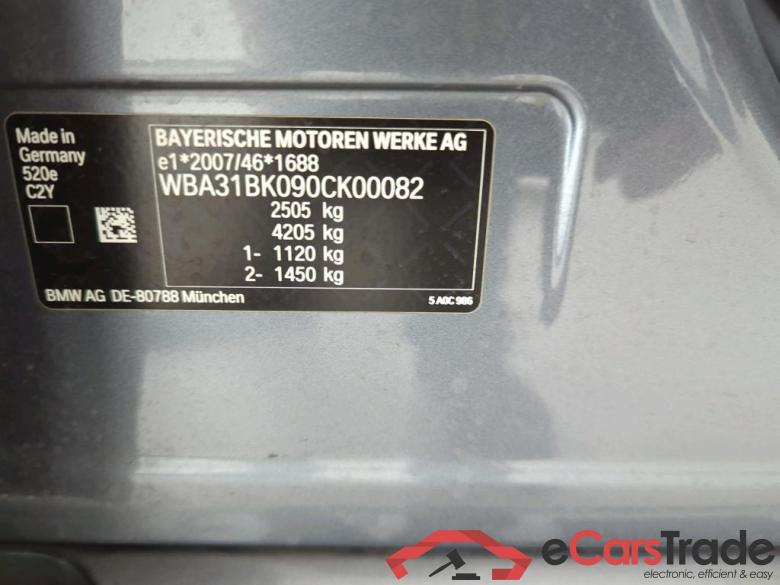 Made in
Germany
520e
C2Y
BAYERISCHE MOTOREN WERKE AG
e1*2007/46*1688
WBA31BK090CK00082
2505 kg
4205 kg
1- 1120 kg
2- 1450 kg
BMW AG DE-80788 München
5 A0C 986
eCarsTrade
electronic, efficient & easy